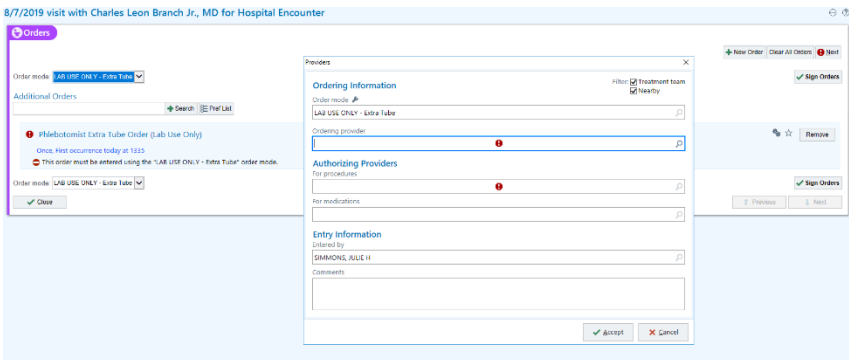 8/7/2019 visit with Charles Leon Branch Jr., MD for Hospital Encounter
Orders
New Order Clear All Orders Next
Order mode: LAB USE ONLY - Extra Tube
Sign Orders
Additional Orders
Search Pref List
Phlebotomist Extra Tube Order (Lab Use Only)
Remove
Once, First occurrence today at 1335
This order must be entered using the "LAB USE ONLY - Extra Tube" order mode.
Order mode: LAB USE ONLY - Extra Tube
Sign Orders
Close
Previous Next
Providers
Ordering Information
Filter: Treatment team
Nearby
Order mode
LAB USE ONLY - Extra Tube
Ordering provider
Authorizing Providers
For procedures
For medications
Entry Information
Entered by
SIMMONS, JULIE H
Comments
Accept Cancel